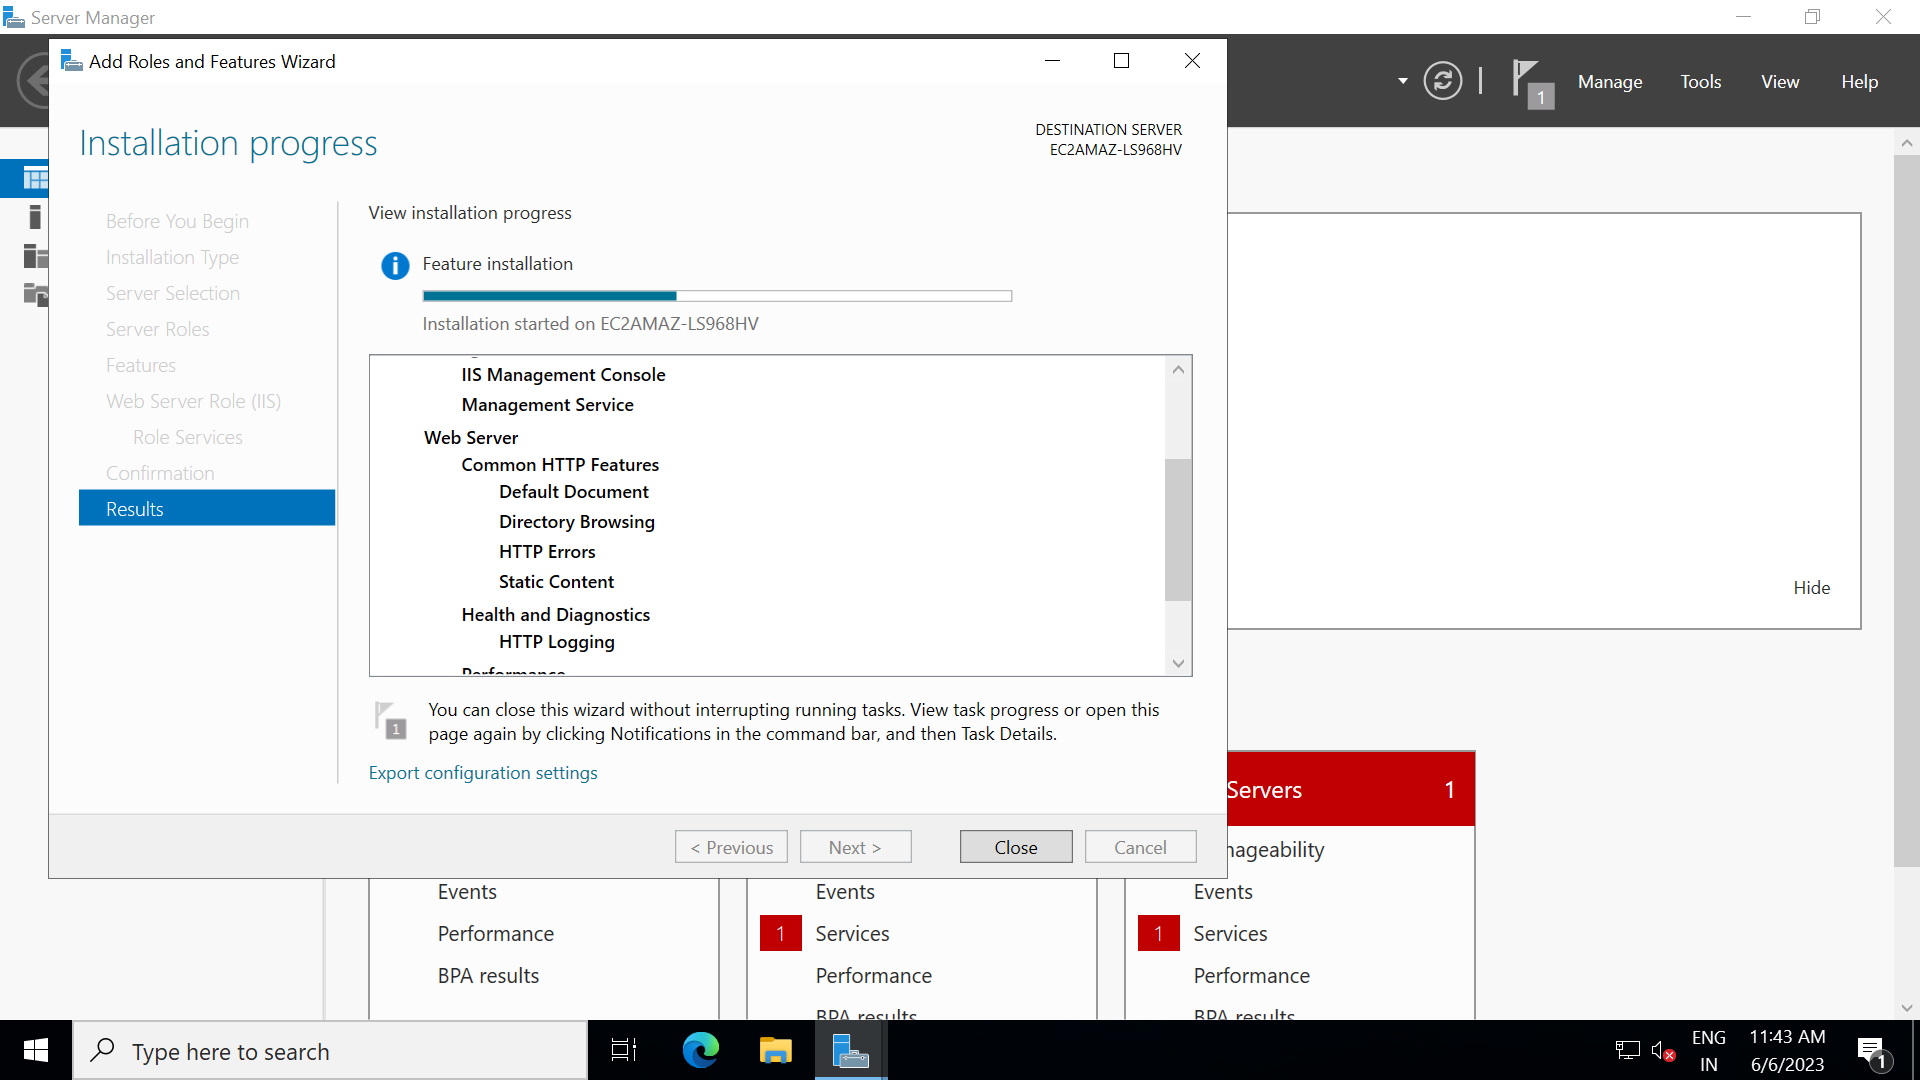 Server Manager
Add Roles and Features Wizard
1
Manage
Tools
View
Help
Installation progress
DESTINATION SERVER
EC2AMAZ-LS968HV
Before You Begin
Installation Type
Server Selection
Server Roles
Features
Web Server Role (IIS)
Role Services
Confirmation
Results
View installation progress
Feature installation
Installation started on EC2AMAZ-LS968HV
IIS Management Console
Management Service
Web Server
Common HTTP Features
Default Document
Directory Browsing
HTTP Errors
Static Content
Health and Diagnostics
HTTP Logging
Performance
1
You can close this wizard without interrupting running tasks. View task progress or open this
page again by clicking Notifications in the command bar, and then Task Details.
Export configuration settings
< Previous
Next >
Close
Cancel
Hide
Servers 1
nageability
Events
Performance
BPA results
Events
1 Services
Performance
BPA results
Events
1 Services
Performance
BPA results
Type here to search
ENG
IN
11:43 AM
6/6/2023
1